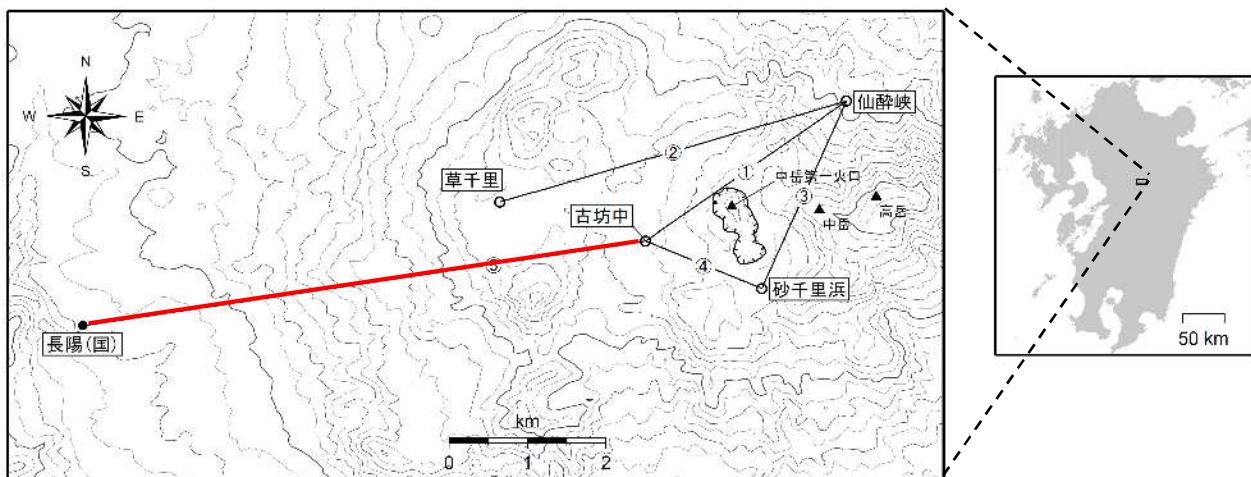 N
W
E
S
仙酔峡
②
草千里
①
中岳第一火口
③
高岳
中岳
古坊中
④
⑤
砂千里浜
長陽(国)
km
0 1 2
50 km